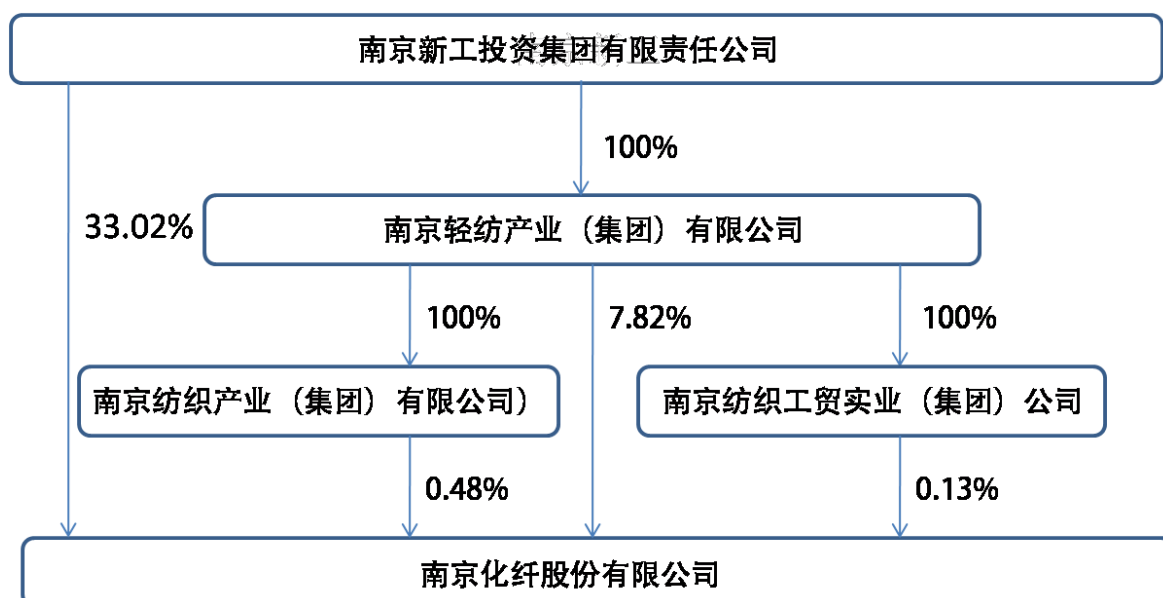 南京新工投资集团有限责任公司
100%
33.02%
南京轻纺产业（集团）有限公司
100%
7.82%
100%
南京纺织产业（集团）有限公司）
南京纺织工贸实业（集团）公司
0.48%
0.13%
南京化纤股份有限公司